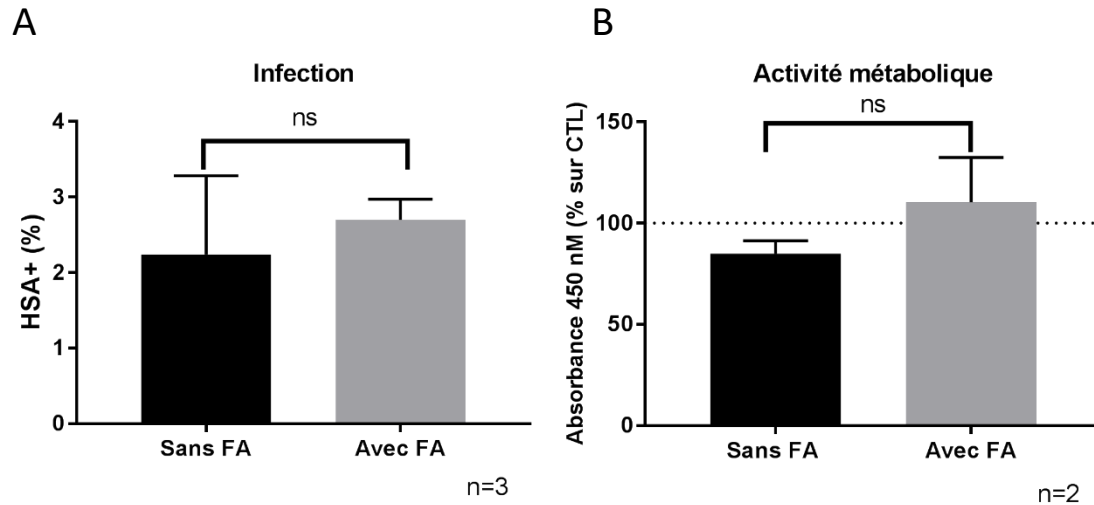 A
Infection
ns
HSA+ (%)
4
3
2
1
0
Sans FA
Avec FA
n=3
B
Activité métabolique
ns
Absorbance 450 nM (% sur CTL)
150
100
50
0
Sans FA
Avec FA
n=2